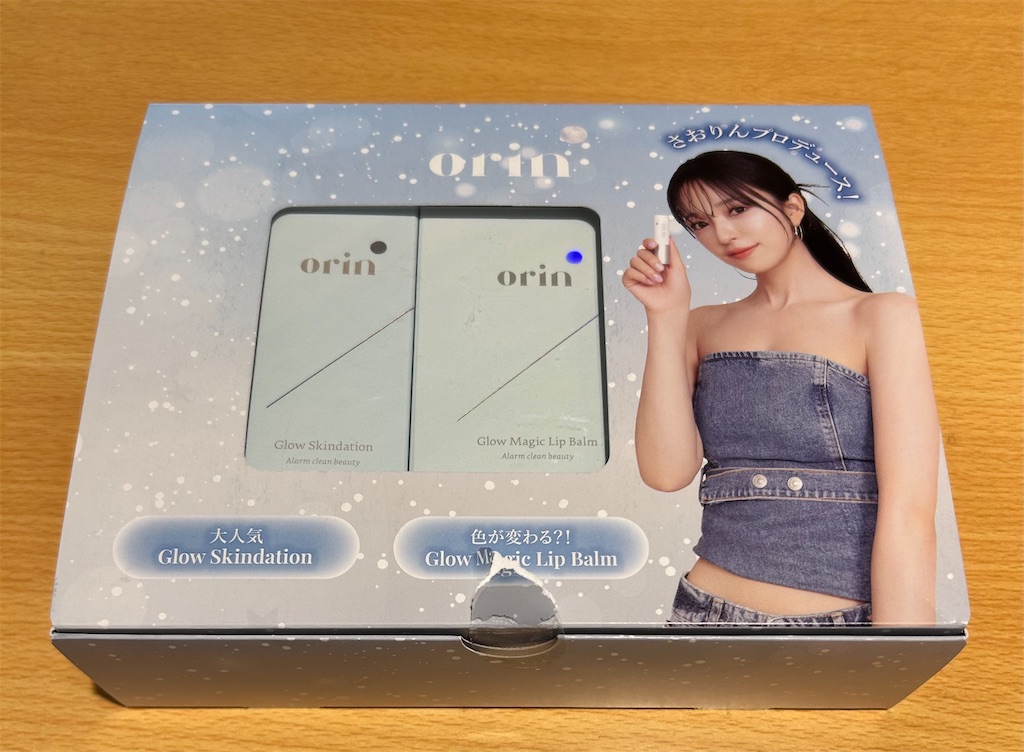 orin
さおりんプロデュース!
orin
Glow Skindation
Alarm clean beauty
orin
Glow Magic Lip Balm
Alarm clean beauty
大人気
Glow Skindation
色が変わる?!
Glow Magic Lip Balm